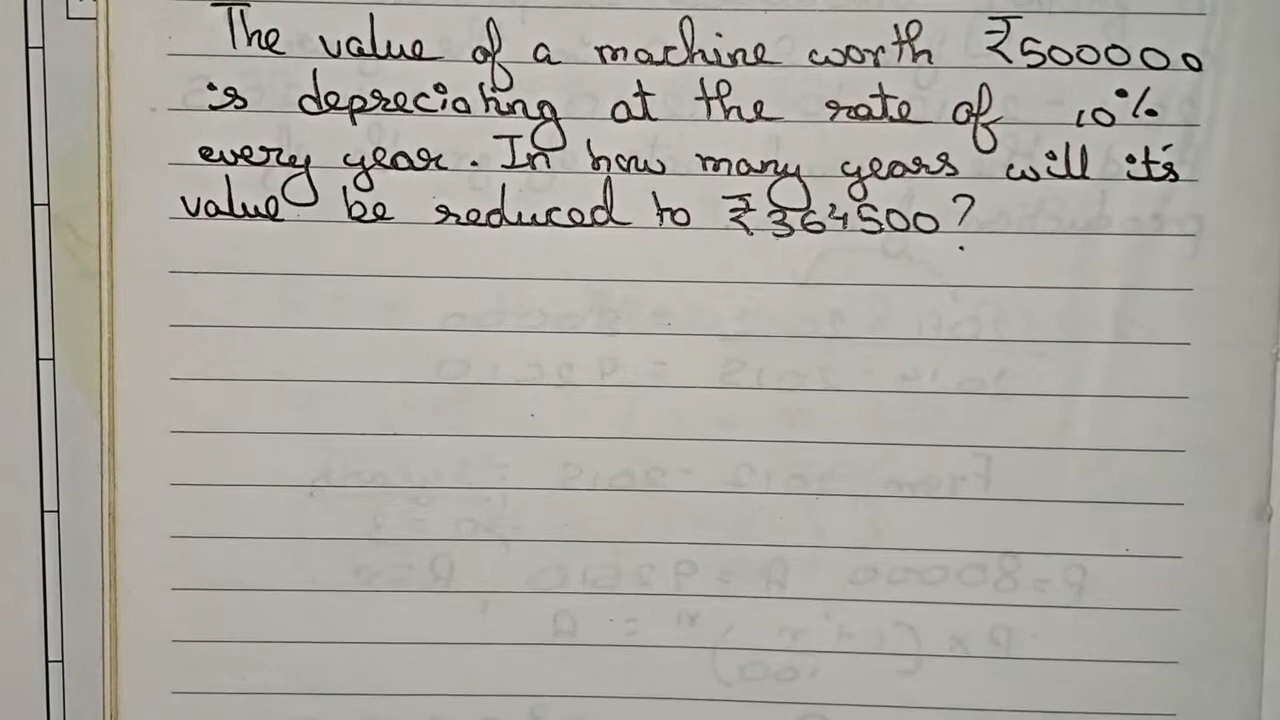 The value of a machine worth ₹500000
is depreciating at the rate of 10%
every year. In how many years will it's
value be reduced to ₹364500?